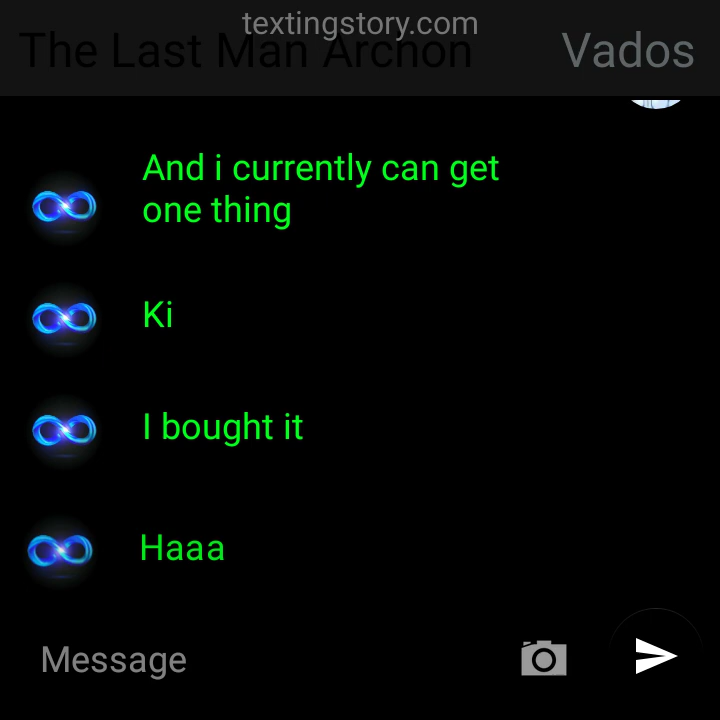 textingstory.com
The Last Man Archon
Vados
And i currently can get
one thing
Ki
I bought it
Haaa
Message